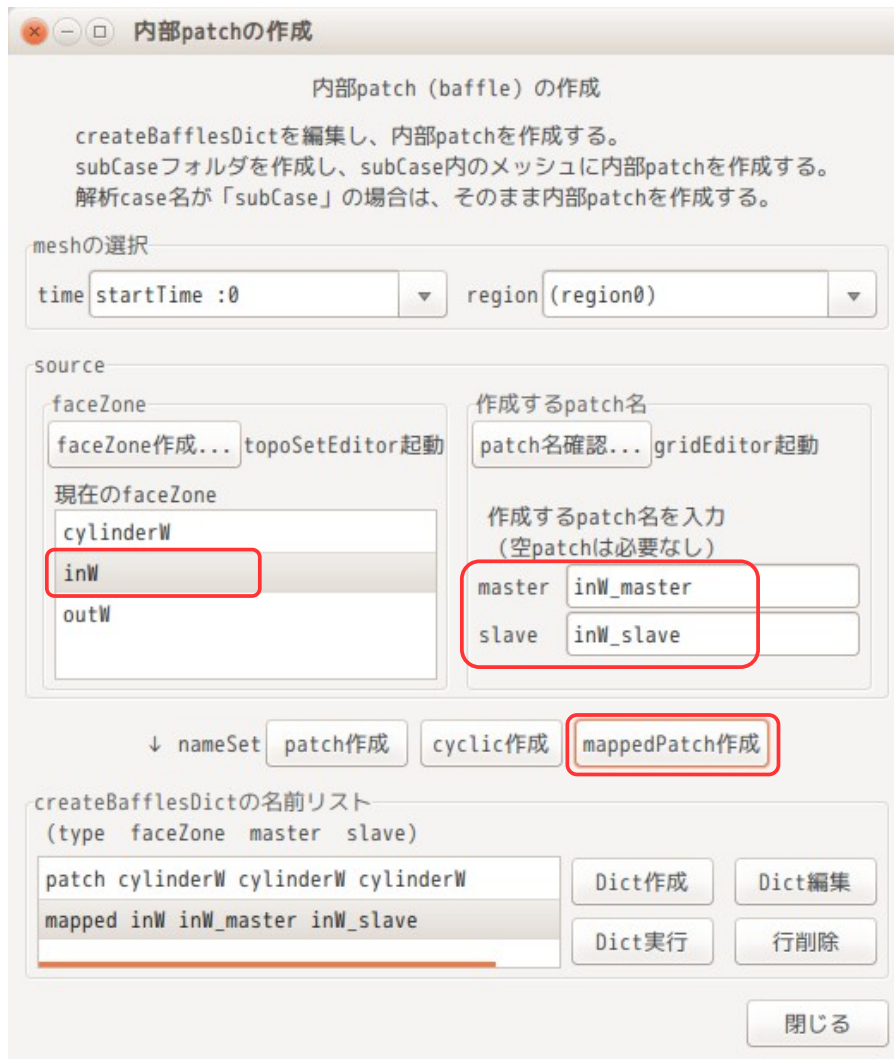 内部patchの作成
内部patch (baffle) の作成
createBafflesDictを編集し、内部patchを作成する。
subCaseフォルダを作成し、subCase内のメッシュに内部patchを作成する。
解析case名が「subCase」の場合は、そのまま内部patchを作成する。
meshの選択
time startTime :0 region (region0)
source
faceZone
faceZone作成... topoSetEditor起動
現在のfaceZone
cylinderW
inW
outW
作成するpatch名
patch名確認... gridEditor起動
作成するpatch名を入力
(空patchは必要なし)
master inW_master
slave inW_slave
↓ nameSet patch作成 cyclic作成 mappedPatch作成
createBafflesDictの名前リスト
(type faceZone master slave)
patch cylinderW cylinderW cylinderW
mapped inW inW_master inW_slave
Dict作成 Dict編集
Dict実行 行削除
閉じる